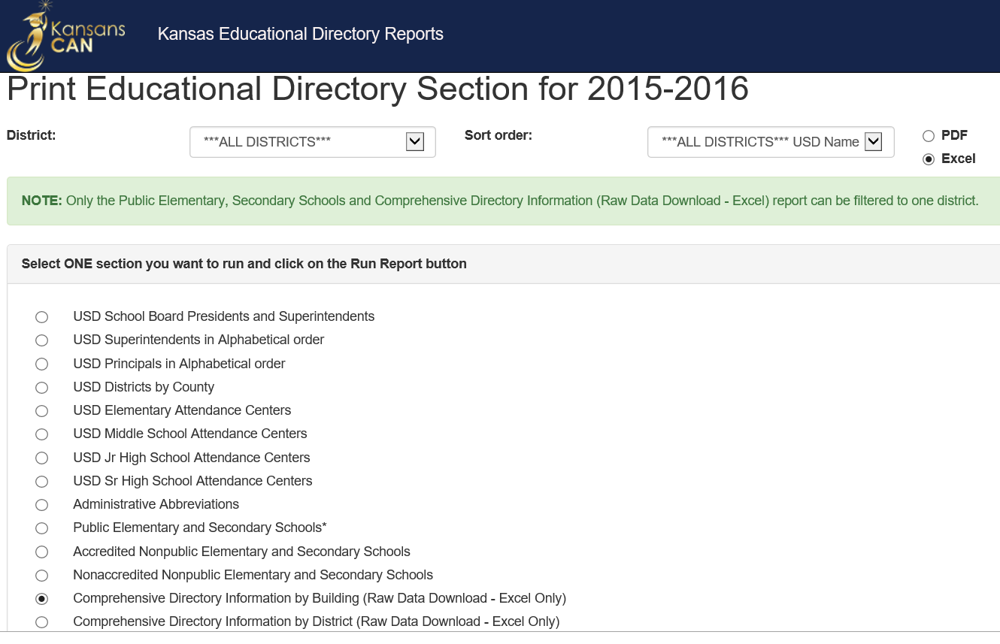 Kansans
CAN
Kansas Educational Directory Reports
Print Educational Directory Section for 2015-2016
District:
***ALL DISTRICTS***
Sort order:
***ALL DISTRICTS*** USD Name
PDF
Excel
NOTE: Only the Public Elementary, Secondary Schools and Comprehensive Directory Information (Raw Data Download - Excel) report can be filtered to one district.
Select ONE section you want to run and click on the Run Report button
USD School Board Presidents and Superintendents
USD Superintendents in Alphabetical order
USD Principals in Alphabetical order
USD Districts by County
USD Elementary Attendance Centers
USD Middle School Attendance Centers
USD Jr High School Attendance Centers
USD Sr High School Attendance Centers
Administrative Abbreviations
Public Elementary and Secondary Schools*
Accredited Nonpublic Elementary and Secondary Schools
Nonaccredited Nonpublic Elementary and Secondary Schools
Comprehensive Directory Information by Building (Raw Data Download - Excel Only)
Comprehensive Directory Information by District (Raw Data Download - Excel Only)